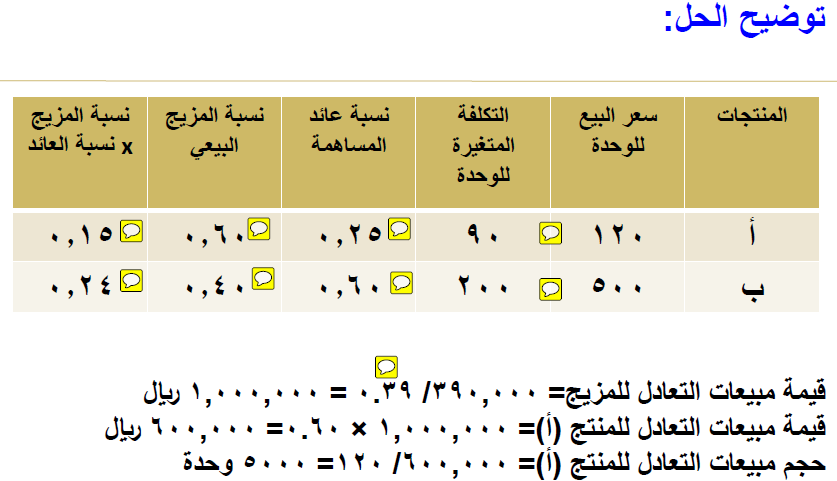 توضيح الحل:
المنتجات سعر البيع للوحدة التكلفة المتغيرة للوحدة نسبة عائد المساهمة نسبة المزيج البيعي نسبة المزيج x نسبة العائد
أ ١٢٠ ٩٠ ٠,٢٥ ٠,٦٠ ٠,١٥
ب ٥٠٠ ٢٠٠ ٠,٦٠ ٠,٤٠ ٠,٢٤
قيمة مبيعات التعادل للمزيج= ٣٩٠,٠٠٠/ ٠.٣٩ = ١,٠٠٠,٠٠٠ ريال
قيمة مبيعات التعادل للمنتج (أ)= ١,٠٠٠,٠٠٠ × ٠.٦٠= ٦٠٠,٠٠٠ ريال
حجم مبيعات التعادل للمنتج (أ)= ٦٠٠,٠٠٠/ ١٢٠= ٥٠٠٠ وحدة